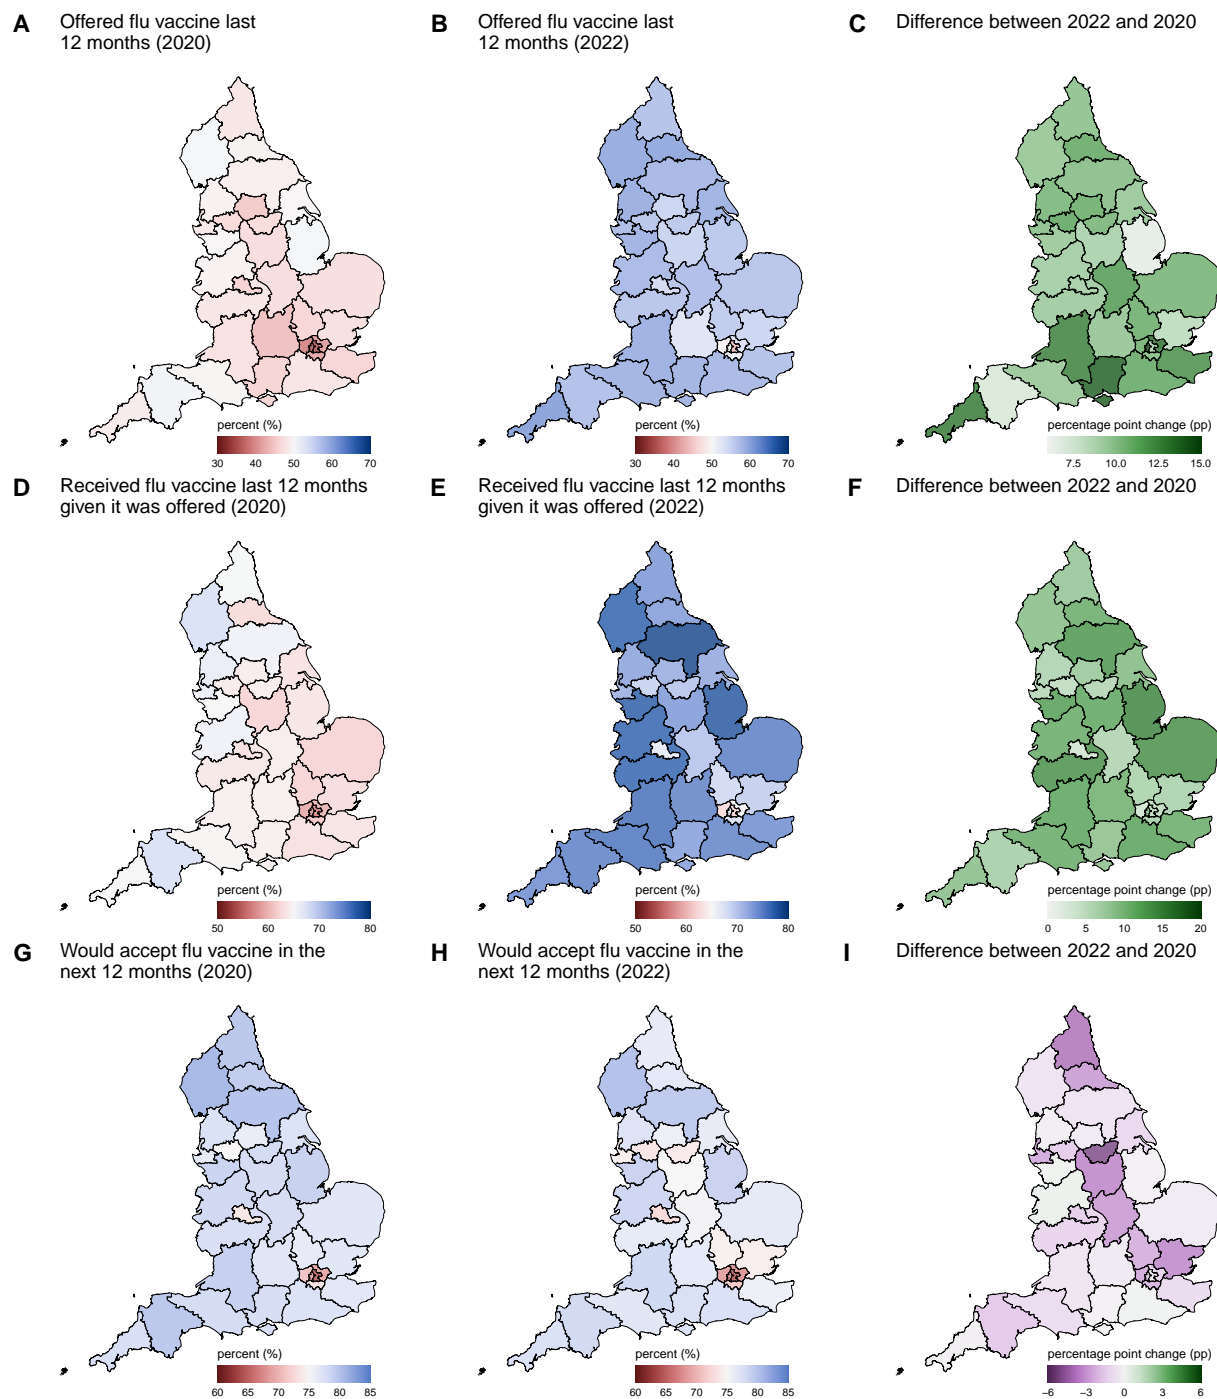 A Offered flu vaccine last
12 months (2020)
B Offered flu vaccine last
12 months (2022)
C Difference between 2022 and 2020
percent (%)
30 40 50 60 70
percent (%)
30 40 50 60 70
percentage point change (pp)
7.5 10.0 12.5 15.0
D Received flu vaccine last 12 months
given it was offered (2020)
E Received flu vaccine last 12 months
given it was offered (2022)
F Difference between 2022 and 2020
percent (%)
50 60 70 80
percent (%)
50 60 70 80
percentage point change (pp)
0 5 10 15 20
G Would accept flu vaccine in the
next 12 months (2020)
H Would accept flu vaccine in the
next 12 months (2022)
I Difference between 2022 and 2020
percent (%)
60 65 70 75 80 85
percent (%)
60 65 70 75 80 85
percentage point change (pp)
−6 −3 0 3 6